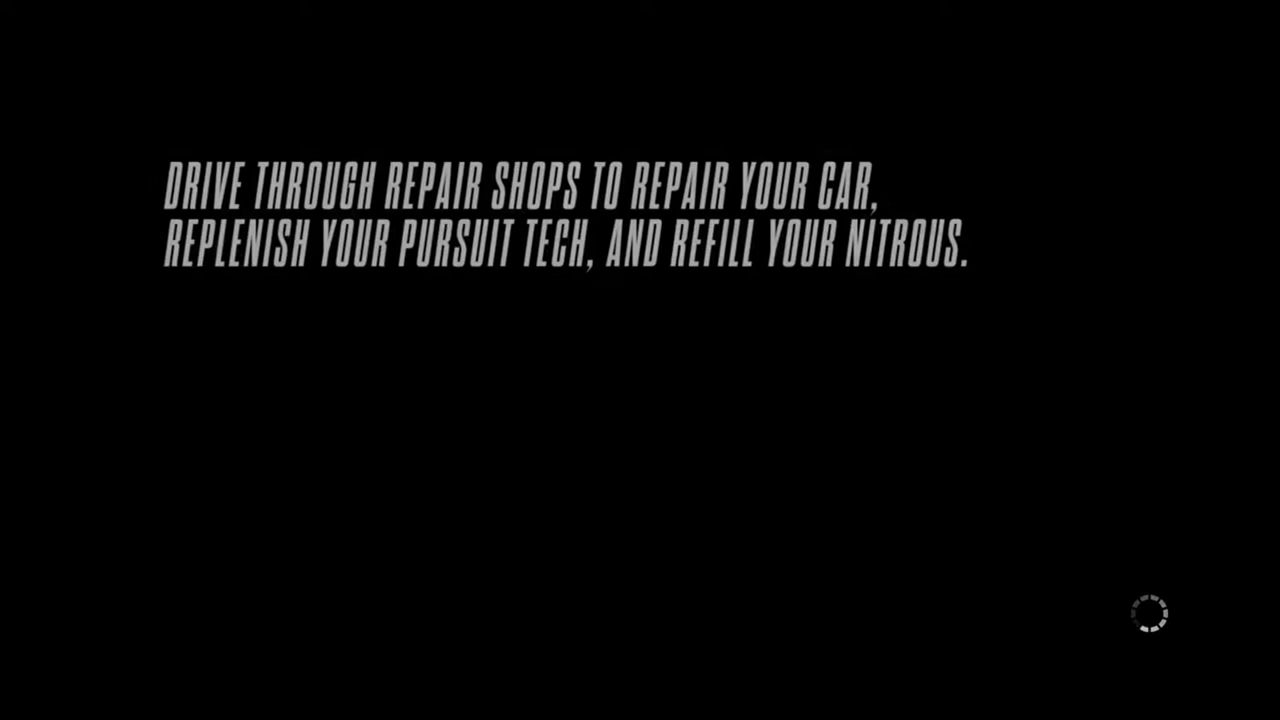 DRIVE THROUGH REPAIR SHOPS TO REPAIR YOUR CAR,
REPLENISH YOUR PURSUIT TECH, AND REFILL YOUR NITROUS.